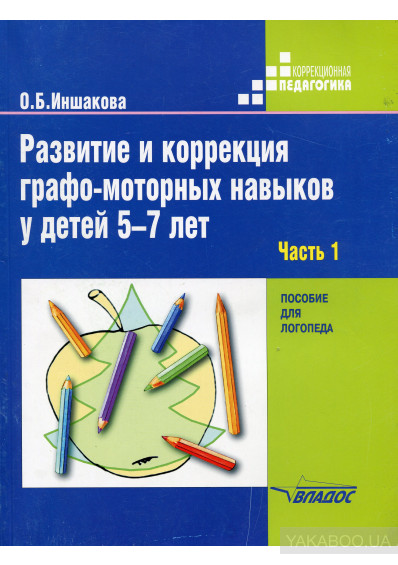 КОРРЕКЦИОННАЯ
ПЕДАГОГИКА
О.Б.Иншакова
Развитие и коррекция
графо-моторных навыков
у детей 5–7 лет
Часть 1
ПОСОБИЕ
ДЛЯ
ЛОГОПЕДА
ВЛАДОС
YAKABOO.UA